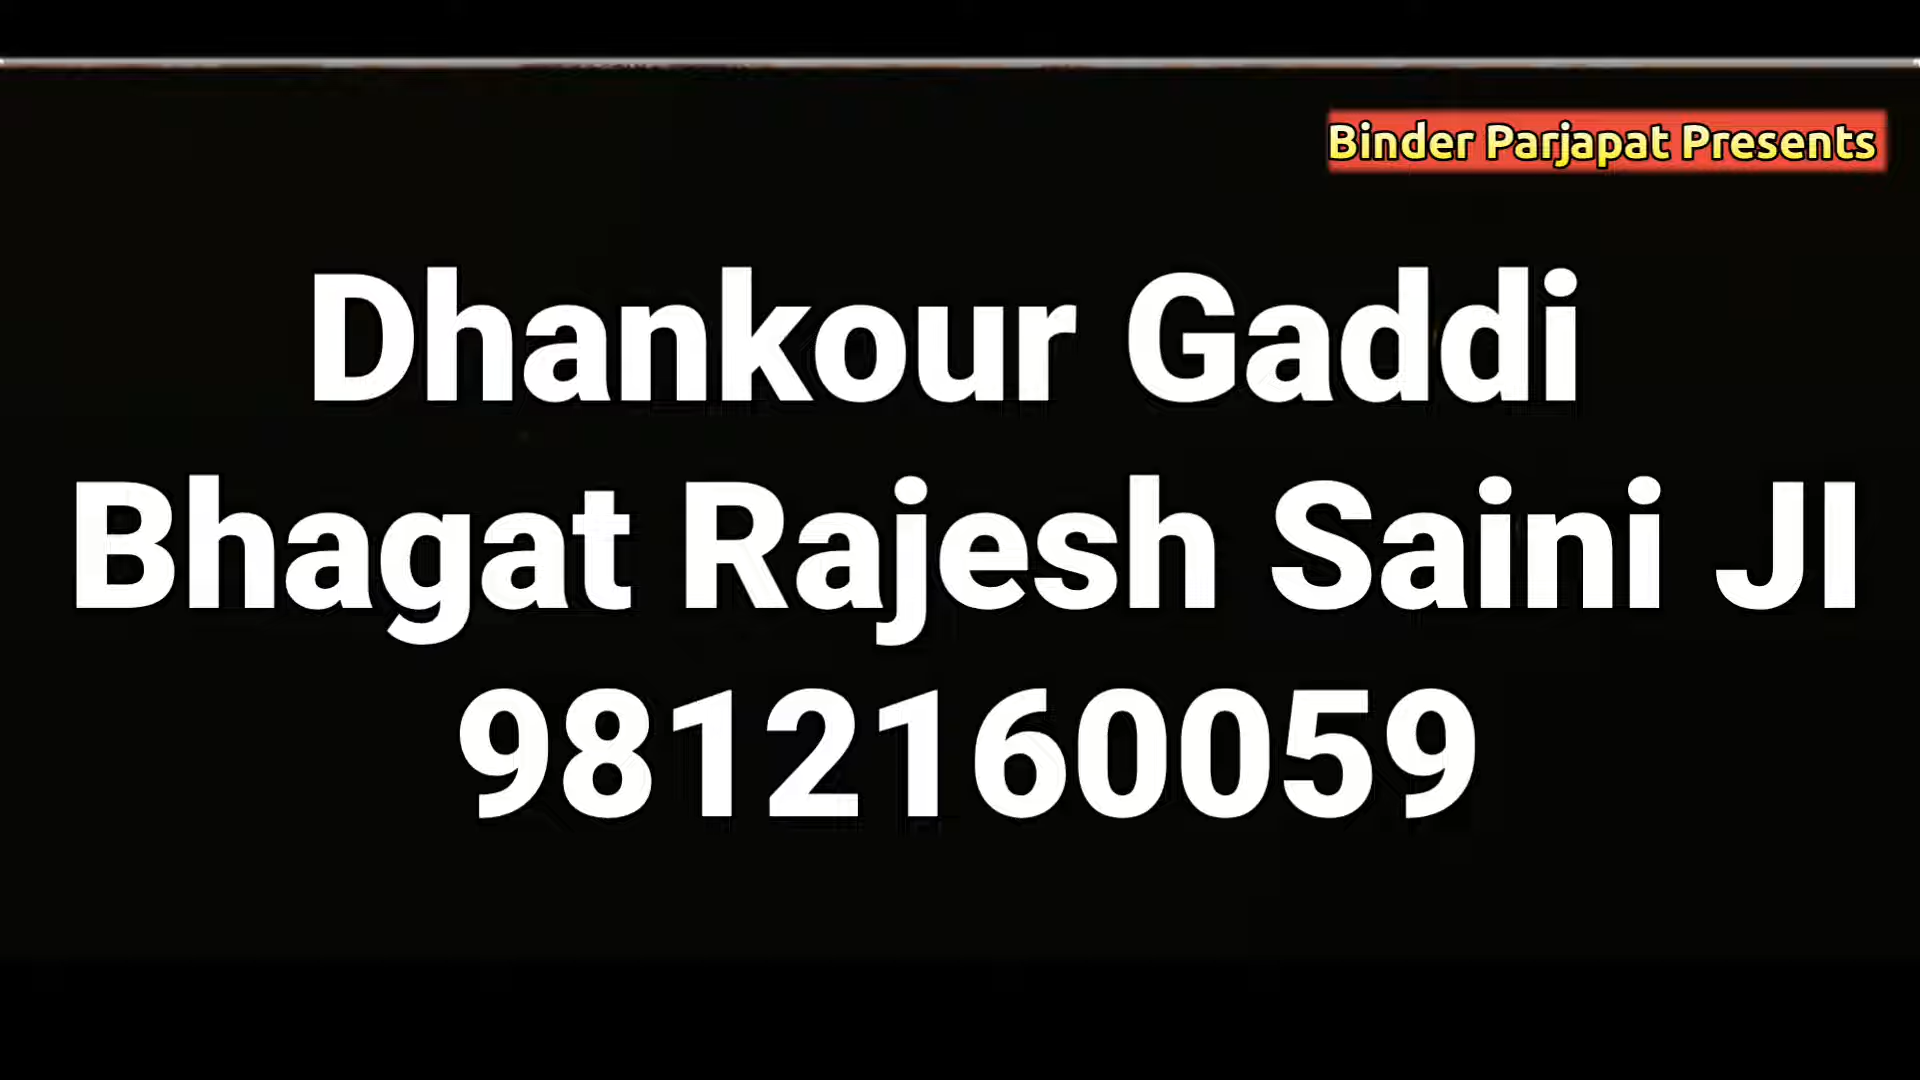 Binder Parjapat Presents
Dhankour Gaddi
Bhagat Rajesh Saini JI
9812160059